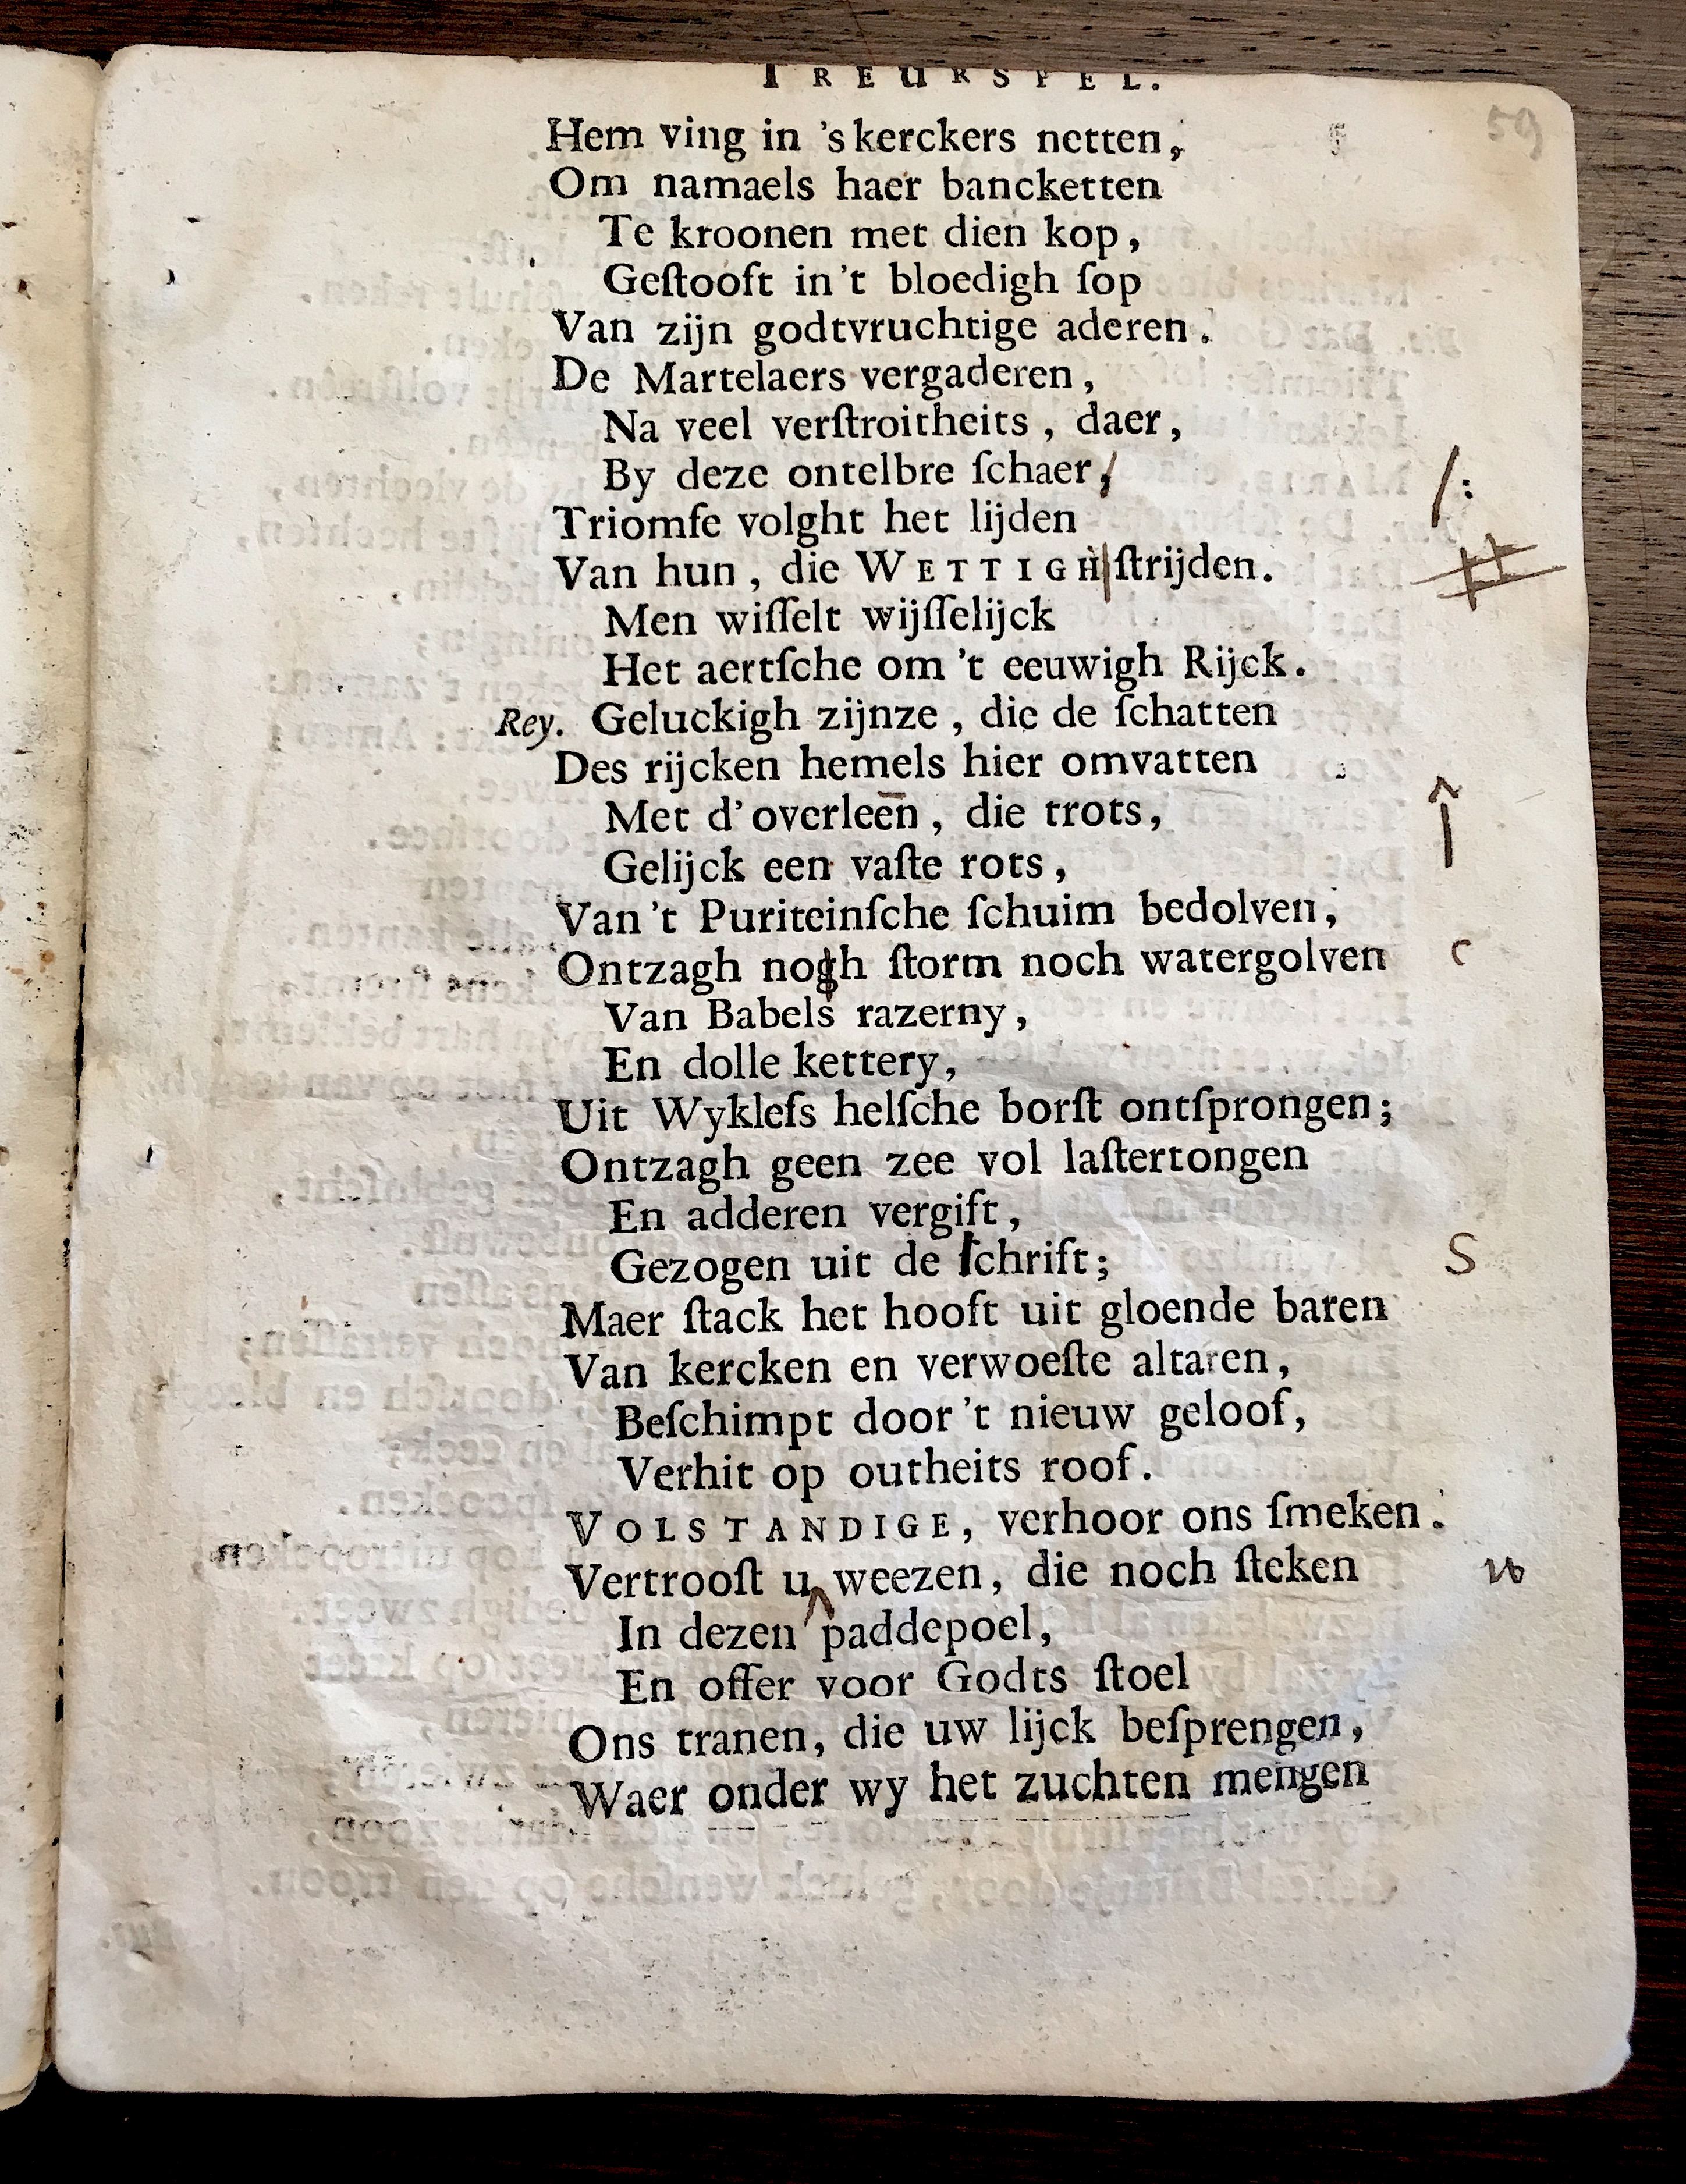 TREURSPEL.
59
Hem ving in 'skerckers netten,
Om namaels haer bancketten
Te kroonen met dien kop,
Geſtooft in't bloedigh ſop
Van zijn godtvruchtige aderen.
De Martelaers vergaderen,
Na veel verſtroitheits, daer,
By deze ontelbre ſchaer, /:
Triomfe volght het lijden
Van hun, die WETTIGH|ſtrijden. #
Men wiſſelt wijſſelijck
Het aertſche om 't eeuwigh Rijck.
Rey. Geluckigh zijnze, die de ſchatten
Des rijcken hemels hier omvatten
Met d'overleen, die trots,
Gelijck een vaſte rots,
Van't Puriteinſche ſchuim bedolven,
Ontzagh nogh ſtorm noch watergolven c
Van Babels razerny,
En dolle kettery,
Uit Wyklefs helſche borſt ontſprongen;
Ontzagh geen zee vol laſtertongen
En adderen vergift,
Gezogen uit de ſchrift; S
Maer ſtack het hooft uit gloende baren
Van kercken en verwoeſte altaren,
Beſchimpt door't nieuw geloof,
Verhit op outheits roof.
VOLSTANDIGE, verhoor ons ſmeken.
Vertrooſt u weezen, die noch ſteken w
In dezen paddepoel,
En offer voor Godts ſtoel
Ons tranen, die uw lijck beſprengen,
Waer onder wy het zuchten mengen